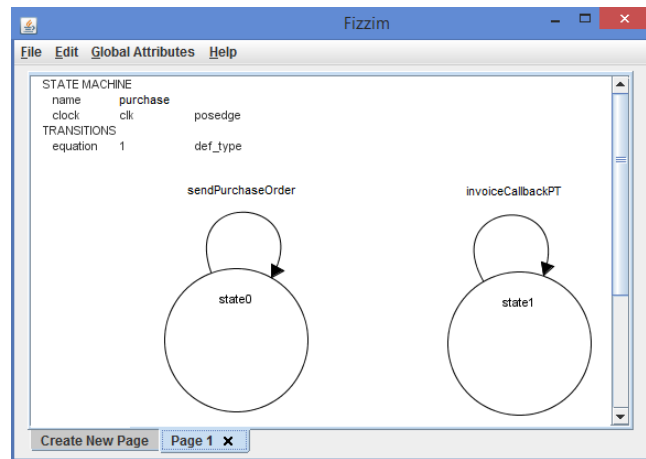 Fizzim
File Edit Global Attributes Help
STATE MACHINE
name purchase
clock clk posedge
TRANSITIONS
equation 1 def_type
sendPurchaseOrder invoiceCallbackPT
state0 state1
Create New Page Page 1 X